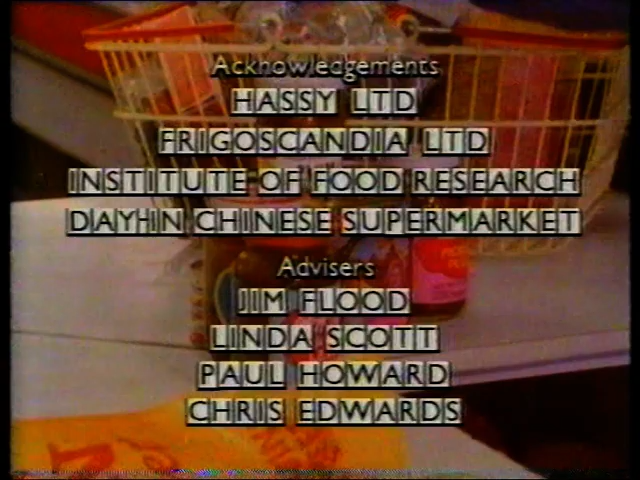 Acknowledgements
HASSY LTD
FRIGOSCANDIA LTD
INSTITUTE OF FOOD RESEARCH
DAYHIN CHINESE SUPERMARKET
Advisers
JIM FLOOD
LINDA SCOTT
PAUL HOWARD
CHRIS EDWARDS